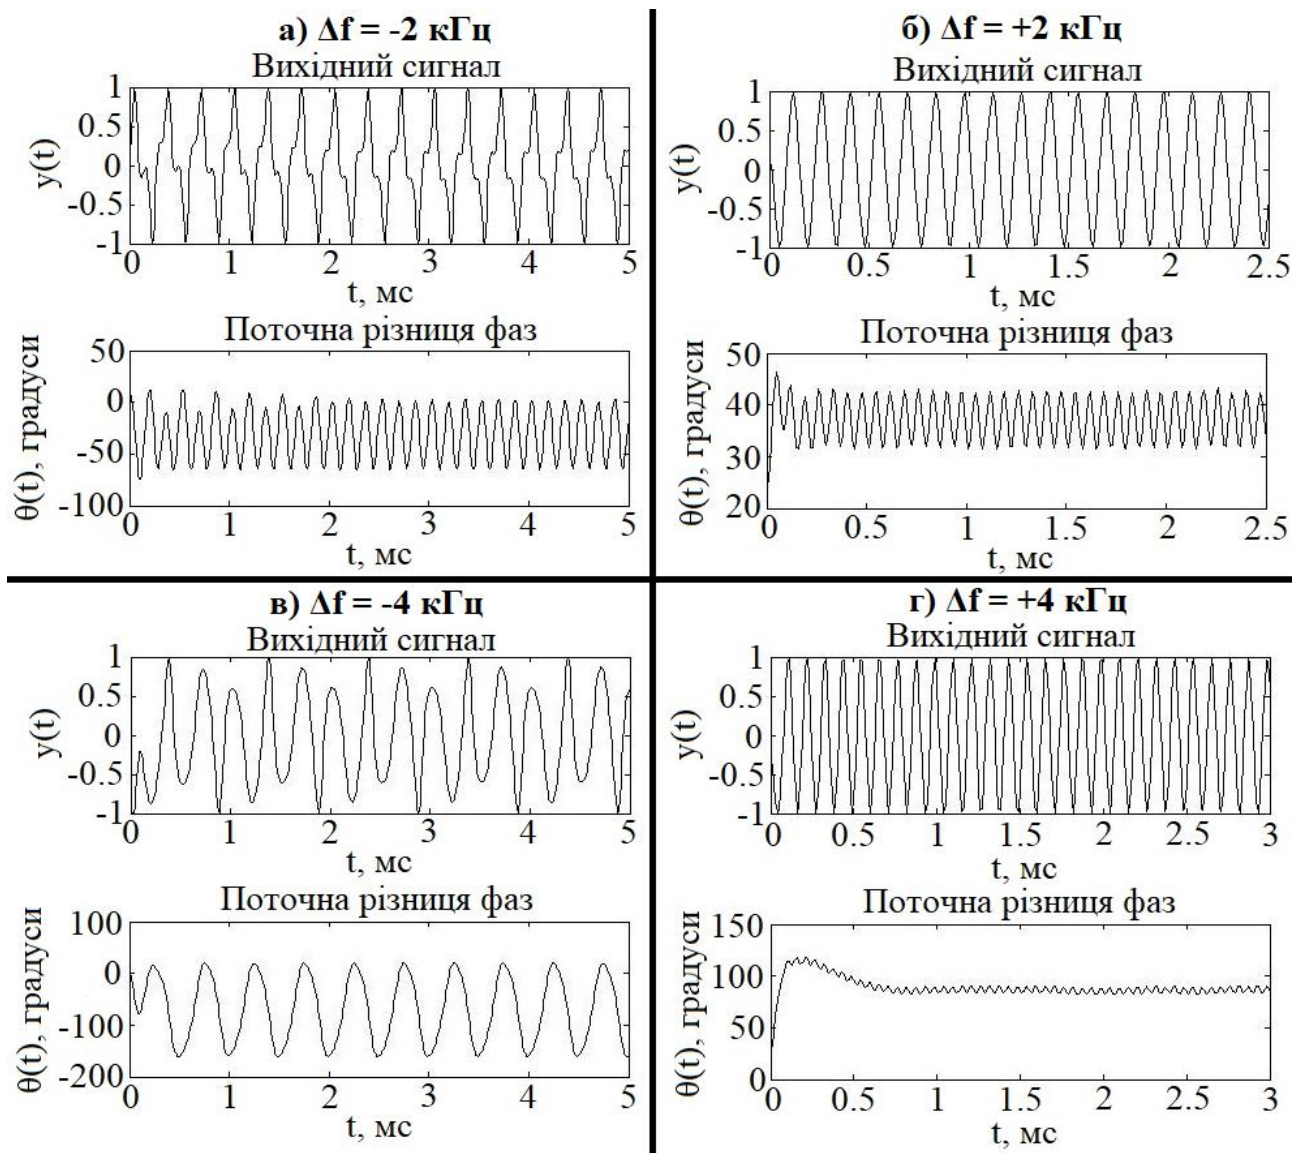 а) Δf = -2 кГц
Вихідний сигнал
y(t)
1
0.5
0
-0.5
-1
0 1 2 3 4 5
t, мс
Поточна різниця фаз
θ(t), градуси
50
0
-50
-100
0 1 2 3 4 5
t, мс
б) Δf = +2 кГц
Вихідний сигнал
y(t)
1
0.5
0
-0.5
-1
0 0.5 1 1.5 2 2.5
t, мс
Поточна різниця фаз
θ(t), градуси
50
40
30
20
0 0.5 1 1.5 2 2.5
t, мс
в) Δf = -4 кГц
Вихідний сигнал
y(t)
1
0.5
0
-0.5
-1
0 1 2 3 4 5
t, мс
Поточна різниця фаз
θ(t), градуси
100
0
-100
-200
0 1 2 3 4 5
t, мс
г) Δf = +4 кГц
Вихідний сигнал
y(t)
1
0.5
0
-0.5
-1
0 0.5 1 1.5 2 2.5 3
t, мс
Поточна різниця фаз
θ(t), градуси
150
100
50
0
0 0.5 1 1.5 2 2.5 3
t, мс